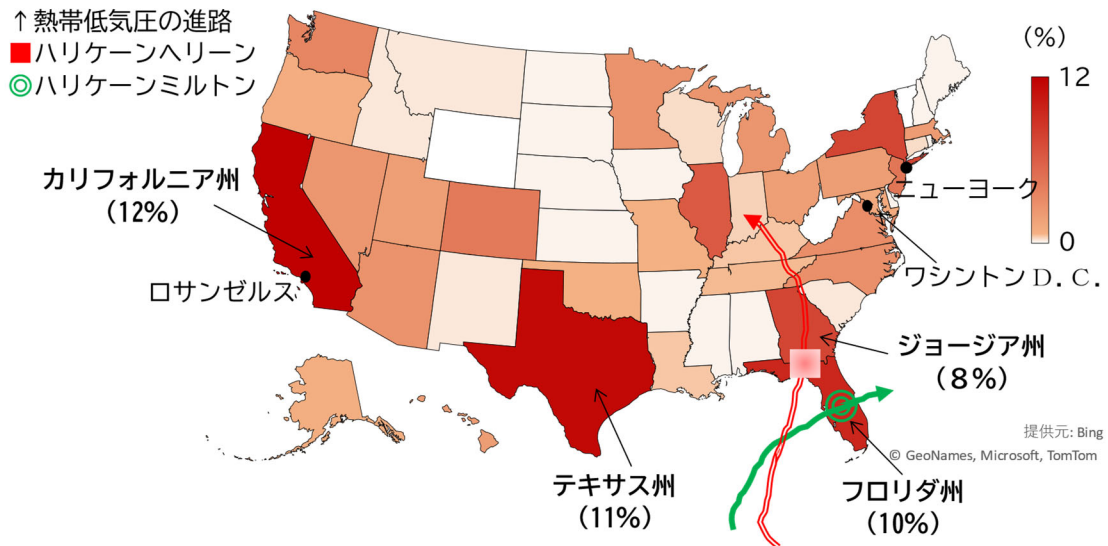 ↑熱帯低気圧の進路
ハリケーンヘリーン
ハリケーンミルトン
(%)
12
0
カリフォルニア州
(12%)
ロサンゼルス
ニューヨーク
ワシントンD.C.
ジョージア州
(8%)
テキサス州
(11%)
フロリダ州
(10%)
提供元: Bing
© GeoNames, Microsoft, TomTom